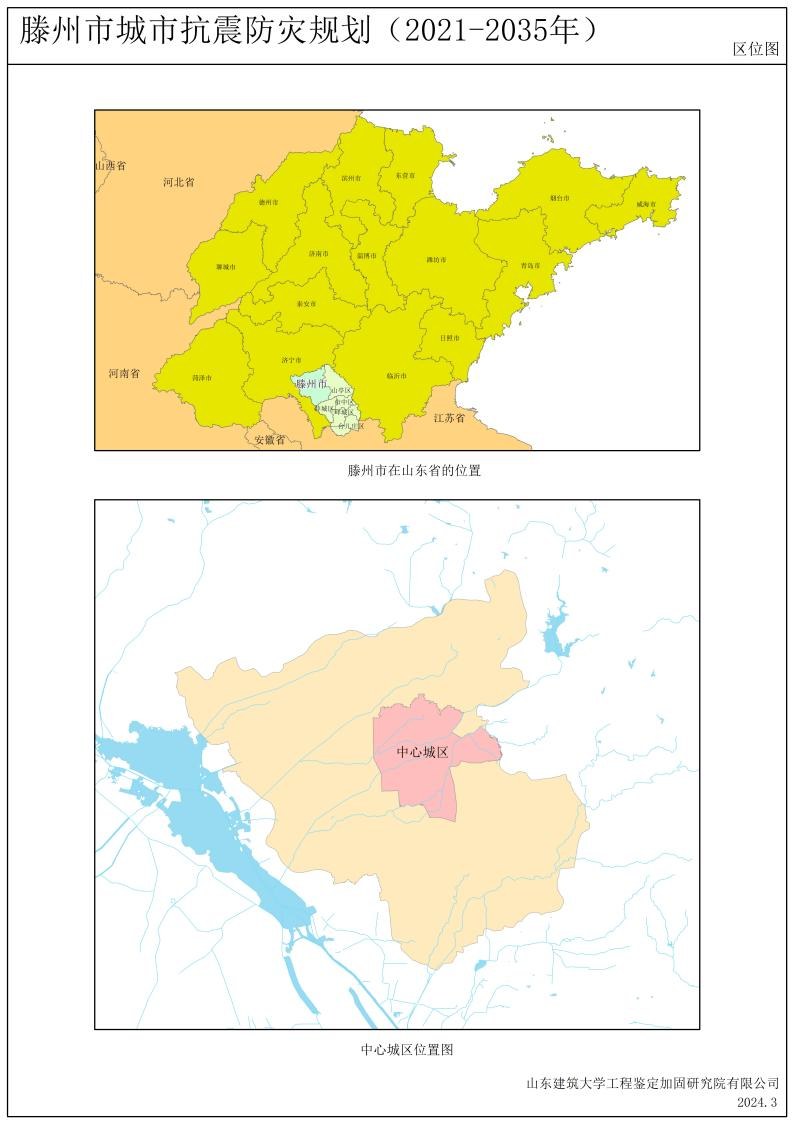 滕州市城市抗震防灾规划（2021-2035年）
区位图
山西省
河北省
滨州市
东营市
德州市
烟台市
威海市
聊城市
济南市
淄博市
潍坊市
青岛市
泰安市
日照市
济宁市
河南省
菏泽市
临沂市
滕州市
山亭区
市中区
薛城区
峄城区
台儿庄区
江苏省
安徽省
滕州市在山东省的位置
中心城区
中心城区位置图
山东建筑大学工程鉴定加固研究院有限公司
2024.3